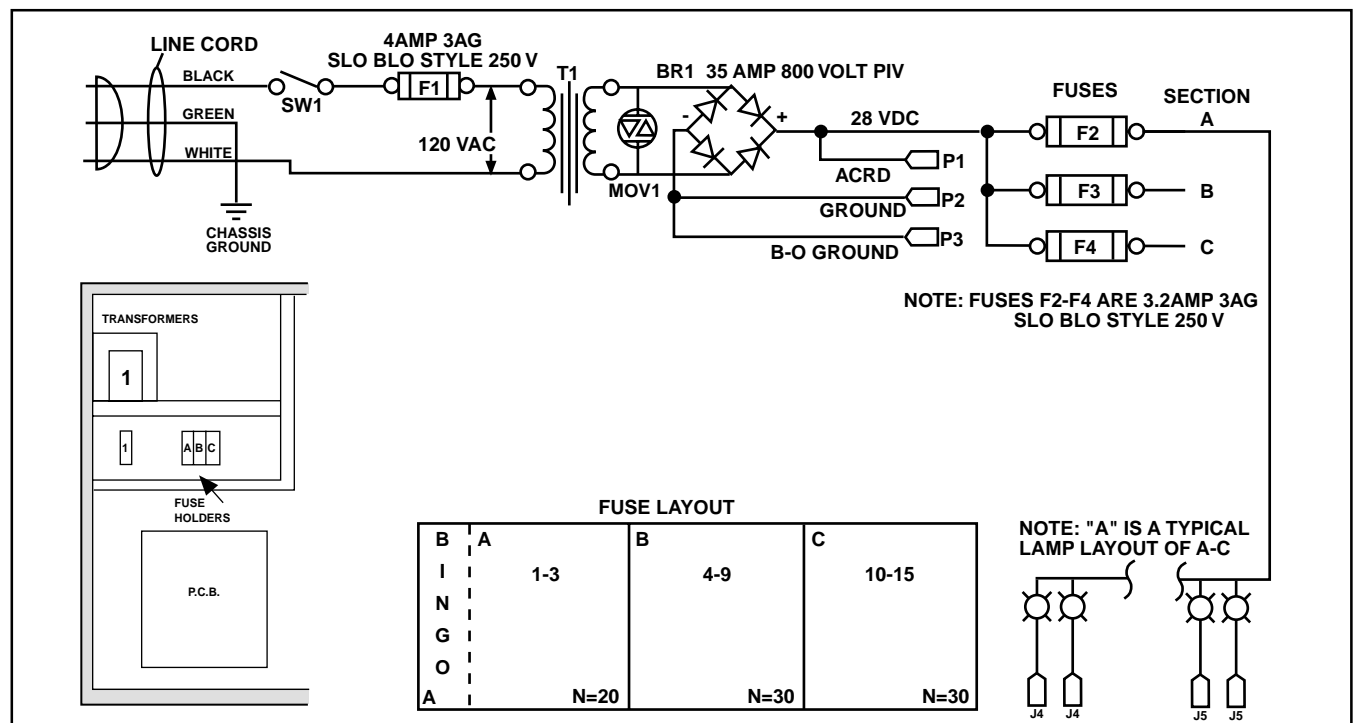 LINE CORD
4AMP 3AG
SLO BLO STYLE 250 V
BLACK
SW1
F1
T1
GREEN
120 VAC
WHITE
CHASSIS
GROUND
BR1 35 AMP 800 VOLT PIV
-
+
MOV1
28 VDC
P1
ACRD
P2
GROUND
P3
B-O GROUND
FUSES
SECTION
F2
A
F3
B
F4
C
NOTE: FUSES F2-F4 ARE 3.2AMP 3AG
SLO BLO STYLE 250 V
TRANSFORMERS
1
1
A B C
FUSE
HOLDERS
P.C.B.
FUSE LAYOUT
B
I
N
G
O
A
A
1-3
N=20
B
4-9
N=30
C
10-15
N=30
NOTE: "A" IS A TYPICAL
LAMP LAYOUT OF A-C
J4 J4 J5 J5